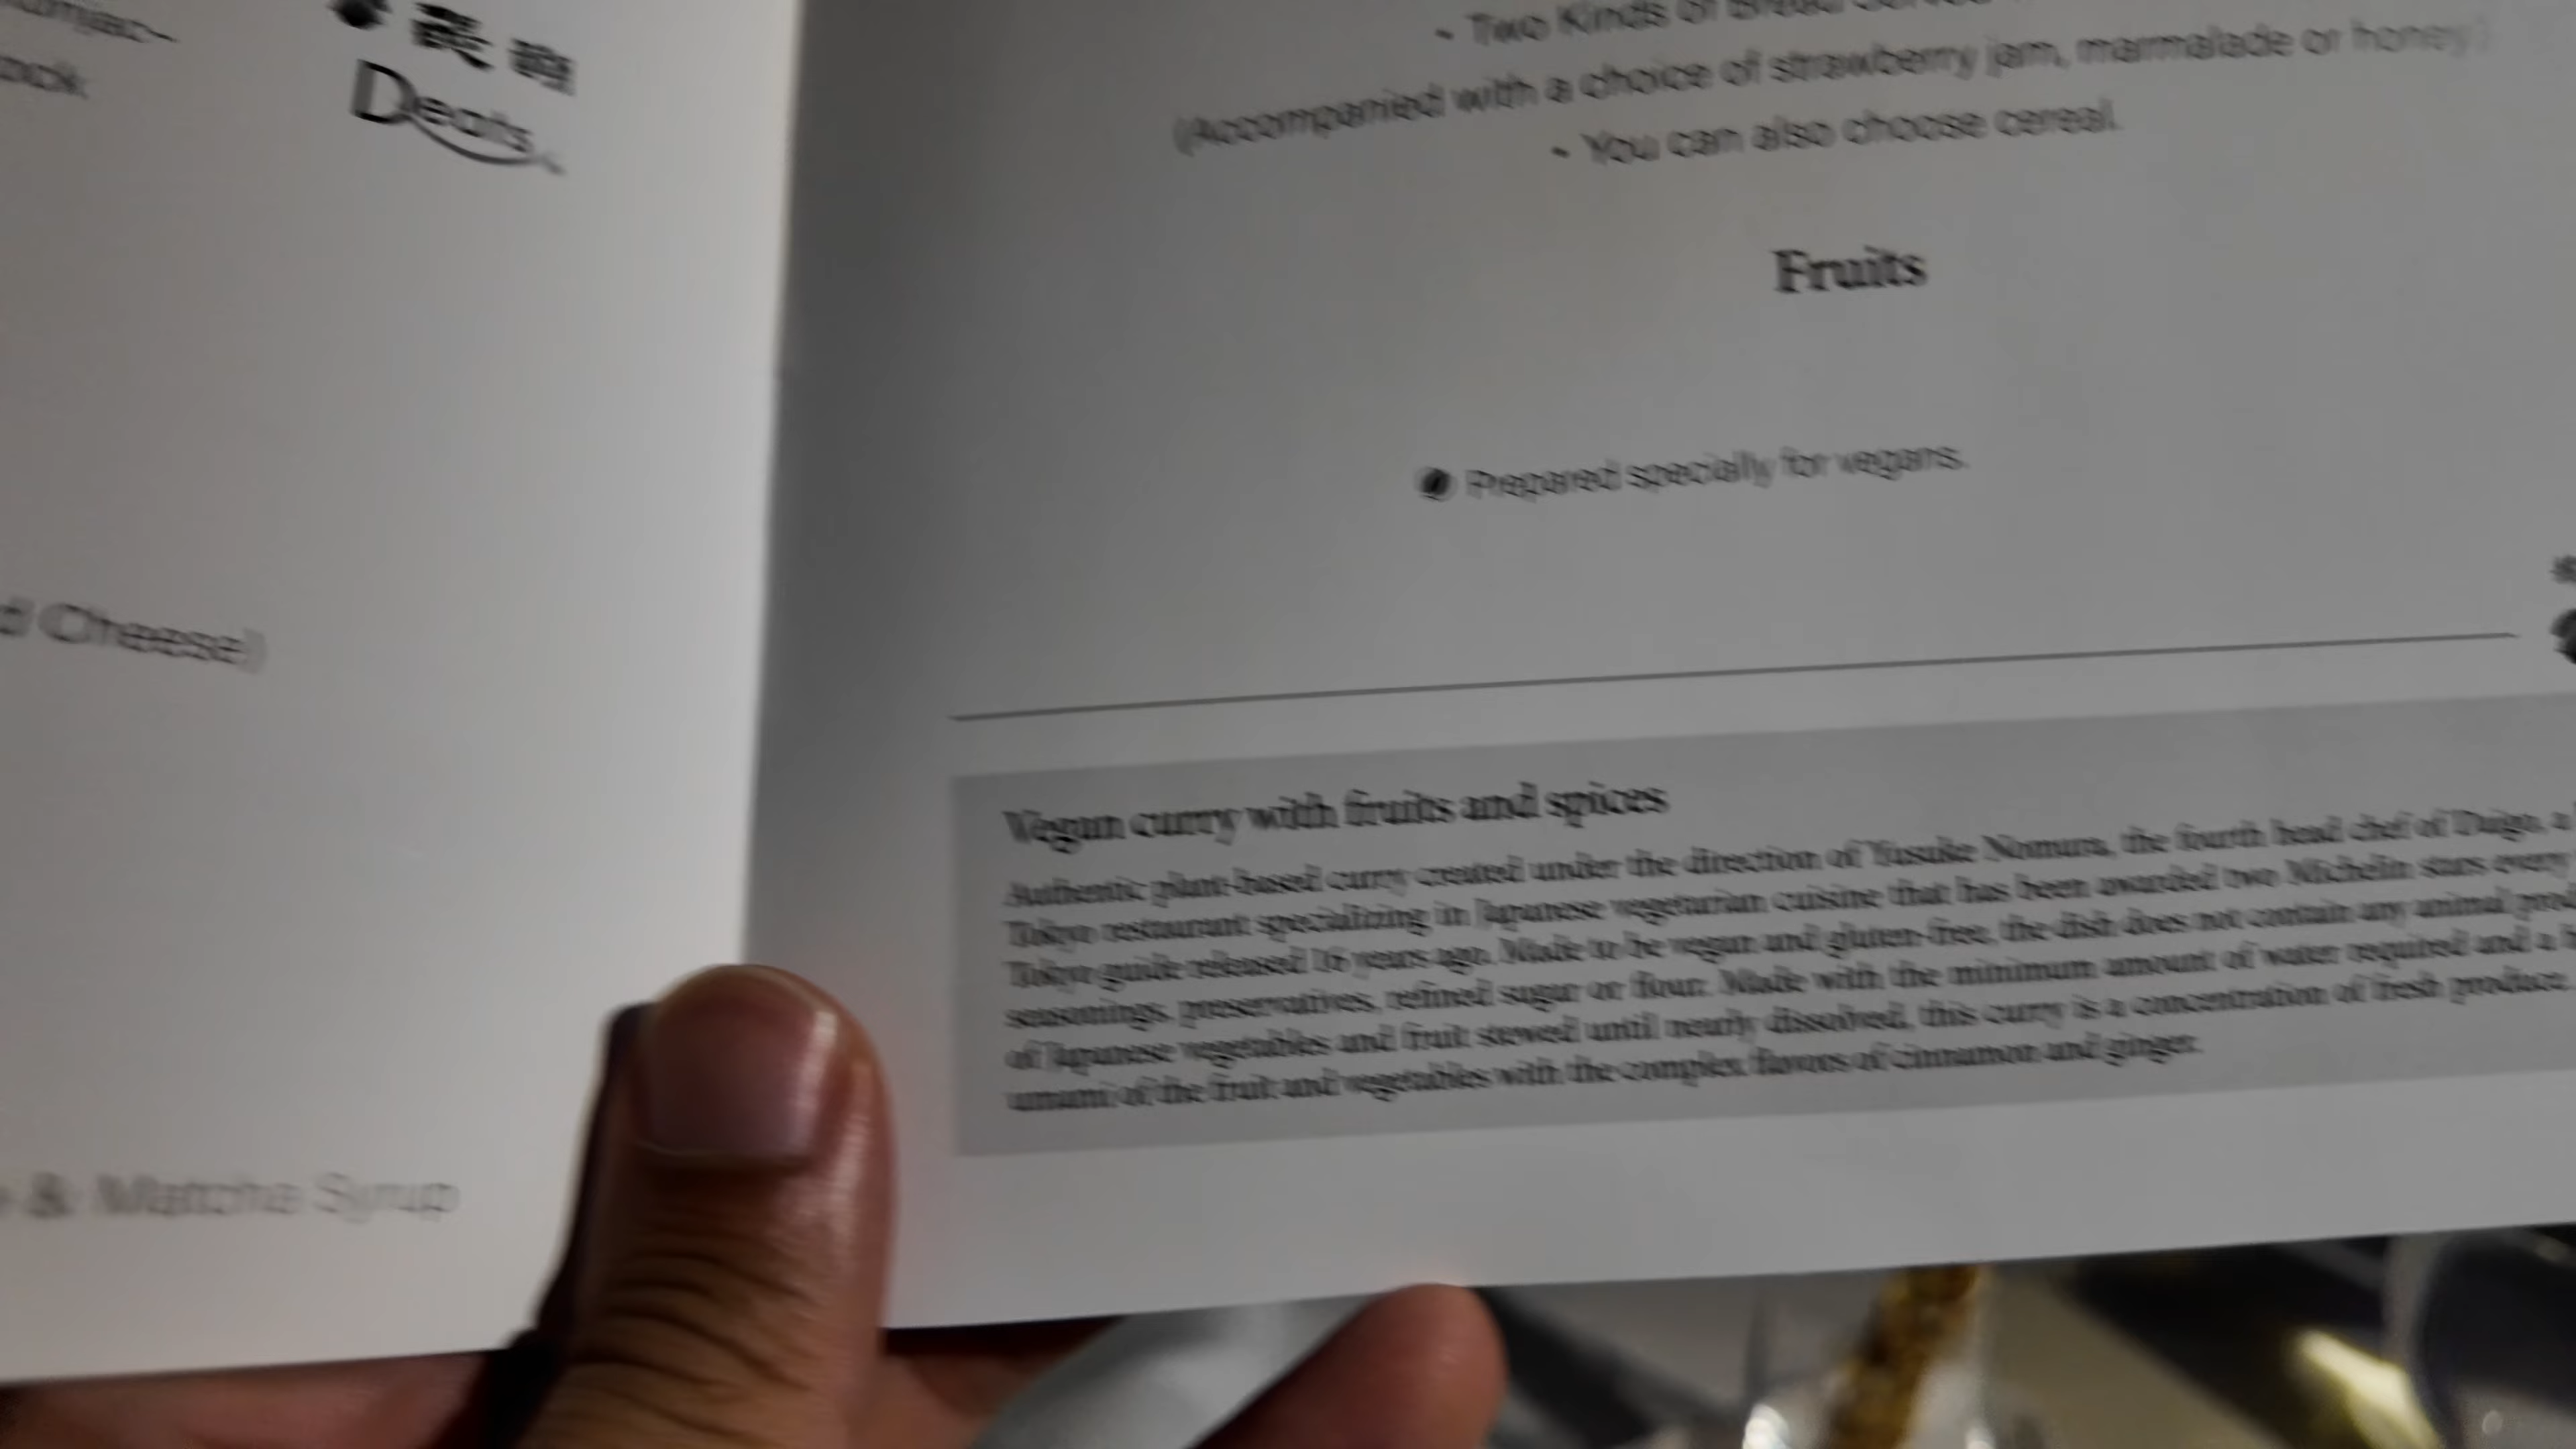 Deats
d Cheese)
& Matcha Syrup
• Two Kinds of Bread Served
(Accompanied with a choice of strawberry jam, marmalade or honey)
• You can also choose cereal.
Fruits
Prepared specially for vegans.
Vegan curry with fruits and spices
Authentic plant-based curry created under the direction of Yusuke Nomura, the fourth head chef of Daigo, a
Tokyo restaurant specializing in Japanese vegetarian cuisine that has been awarded two Michelin stars every
Tokyo guide released 16 years ago. Made to be vegan and gluten-free, the dish does not contain any animal prod
seasonings, preservatives, refined sugar or flour. Made with the minimum amount of water required and a
of Japanese vegetables and fruit stewed until nearly dissolved, this curry is a concentration of fresh produce
umami of the fruit and vegetables with the complex flavors of cinnamon and ginger.